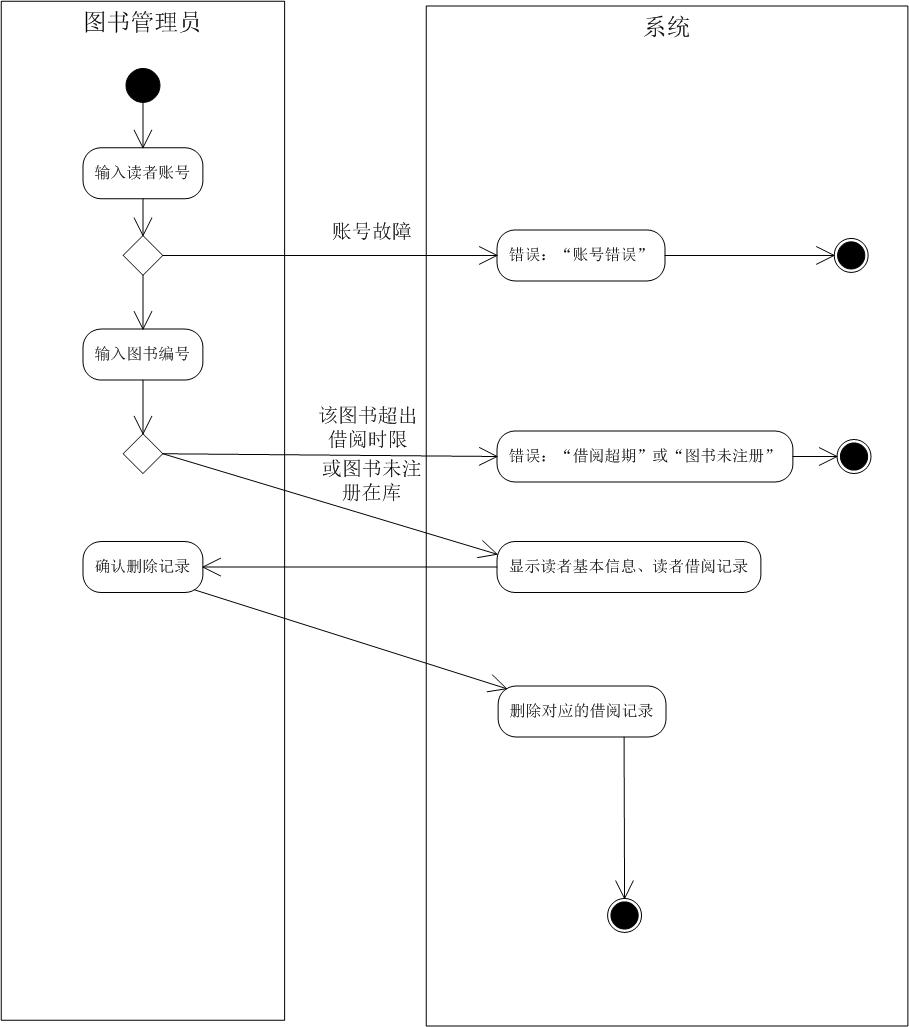 图书管理员
系统
输入读者账号
账号故障
错误：“账号错误”
输入图书编号
该图书超出
借阅时限
或图书未注
册在库
错误：“借阅超期”或“图书未注册”
确认删除记录
显示读者基本信息、读者借阅记录
删除对应的借阅记录